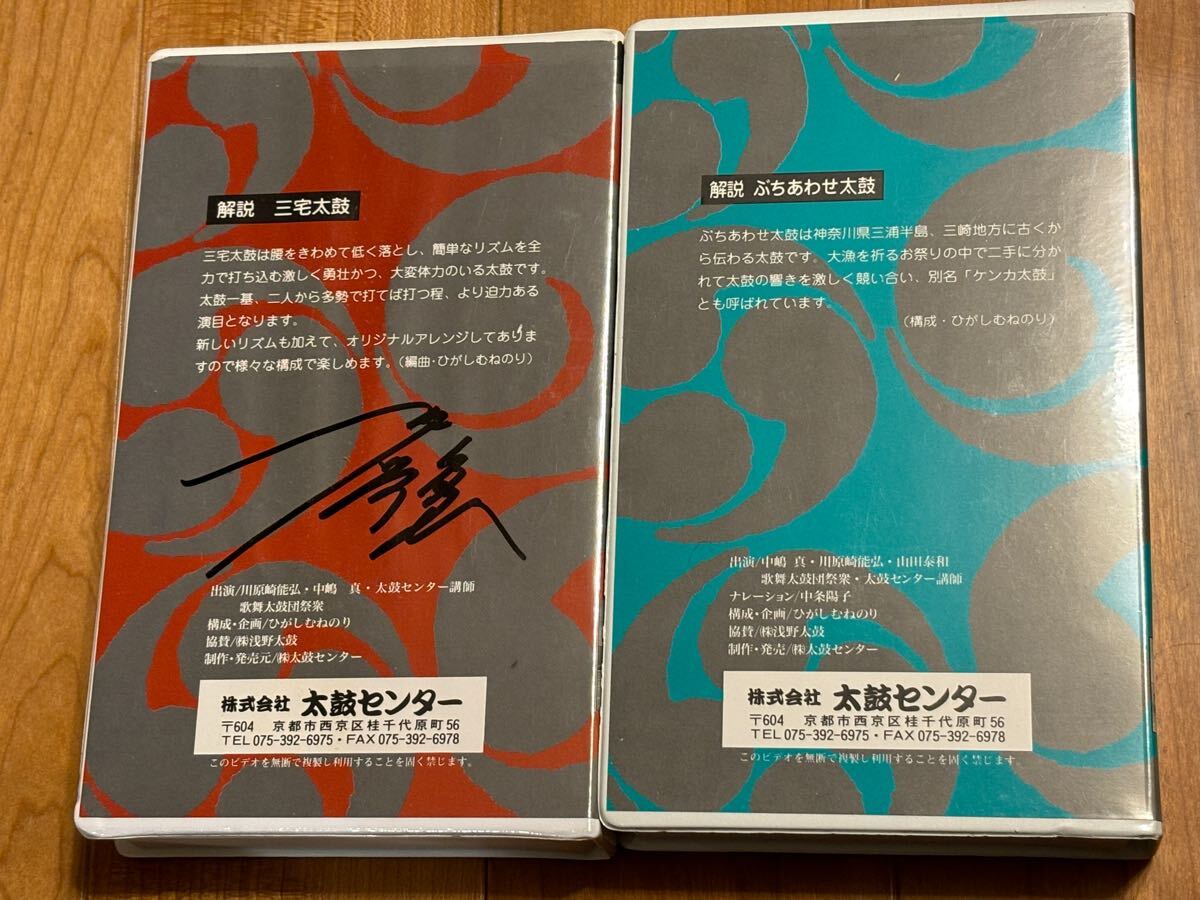 解説 三宅太鼓
三宅太鼓は腰をきわめて低く落とし、簡単なリズムを全
力で打ち込む激しく勇壮かつ、大変体力のいる太鼓です。
太鼓一基、二人から多勢で打てば打つ程、より迫力ある
演目となります。
新しいリズムも加えて、オリジナルアレンジしてありま
すので様々な構成で楽しめます。(編曲・ひがしむねのり)
出演/川原崎能弘・中嶋 真・太鼓センター講師
歌舞太鼓団祭衆
構成・企画/ひがしむねのり
協賛/㈱浅野太鼓
制作・発売元/㈱太鼓センター
株式会社 太鼓センター
〒604 京都市西京区桂千代原町56
TEL 075-392-6975・FAX 075-392-6978
このビデオを無断で複製し利用することを固く禁じます。
解説 ぶちあわせ太鼓
ぶちあわせ太鼓は神奈川県三浦半島、三崎地方に古くか
ら伝わる太鼓です。大漁を祈るお祭りの中で二手に分か
れて太鼓の響きを激しく競い合い、別名「ケンカ太鼓」
とも呼ばれています。
(構成・ひがしむねのり)
出演/中嶋 真・川原崎能弘・山田泰和
歌舞太鼓団祭衆・太鼓センター講師
ナレーション/中条陽子
構成・企画/ひがしむねのり
協賛/㈱浅野太鼓
制作・発売/㈱太鼓センター
株式会社 太鼓センター
〒604 京都市西京区桂千代原町56
TEL 075-392-6975・FAX 075-392-6978
このビデオを無断で複製し利用することを固く禁じます。